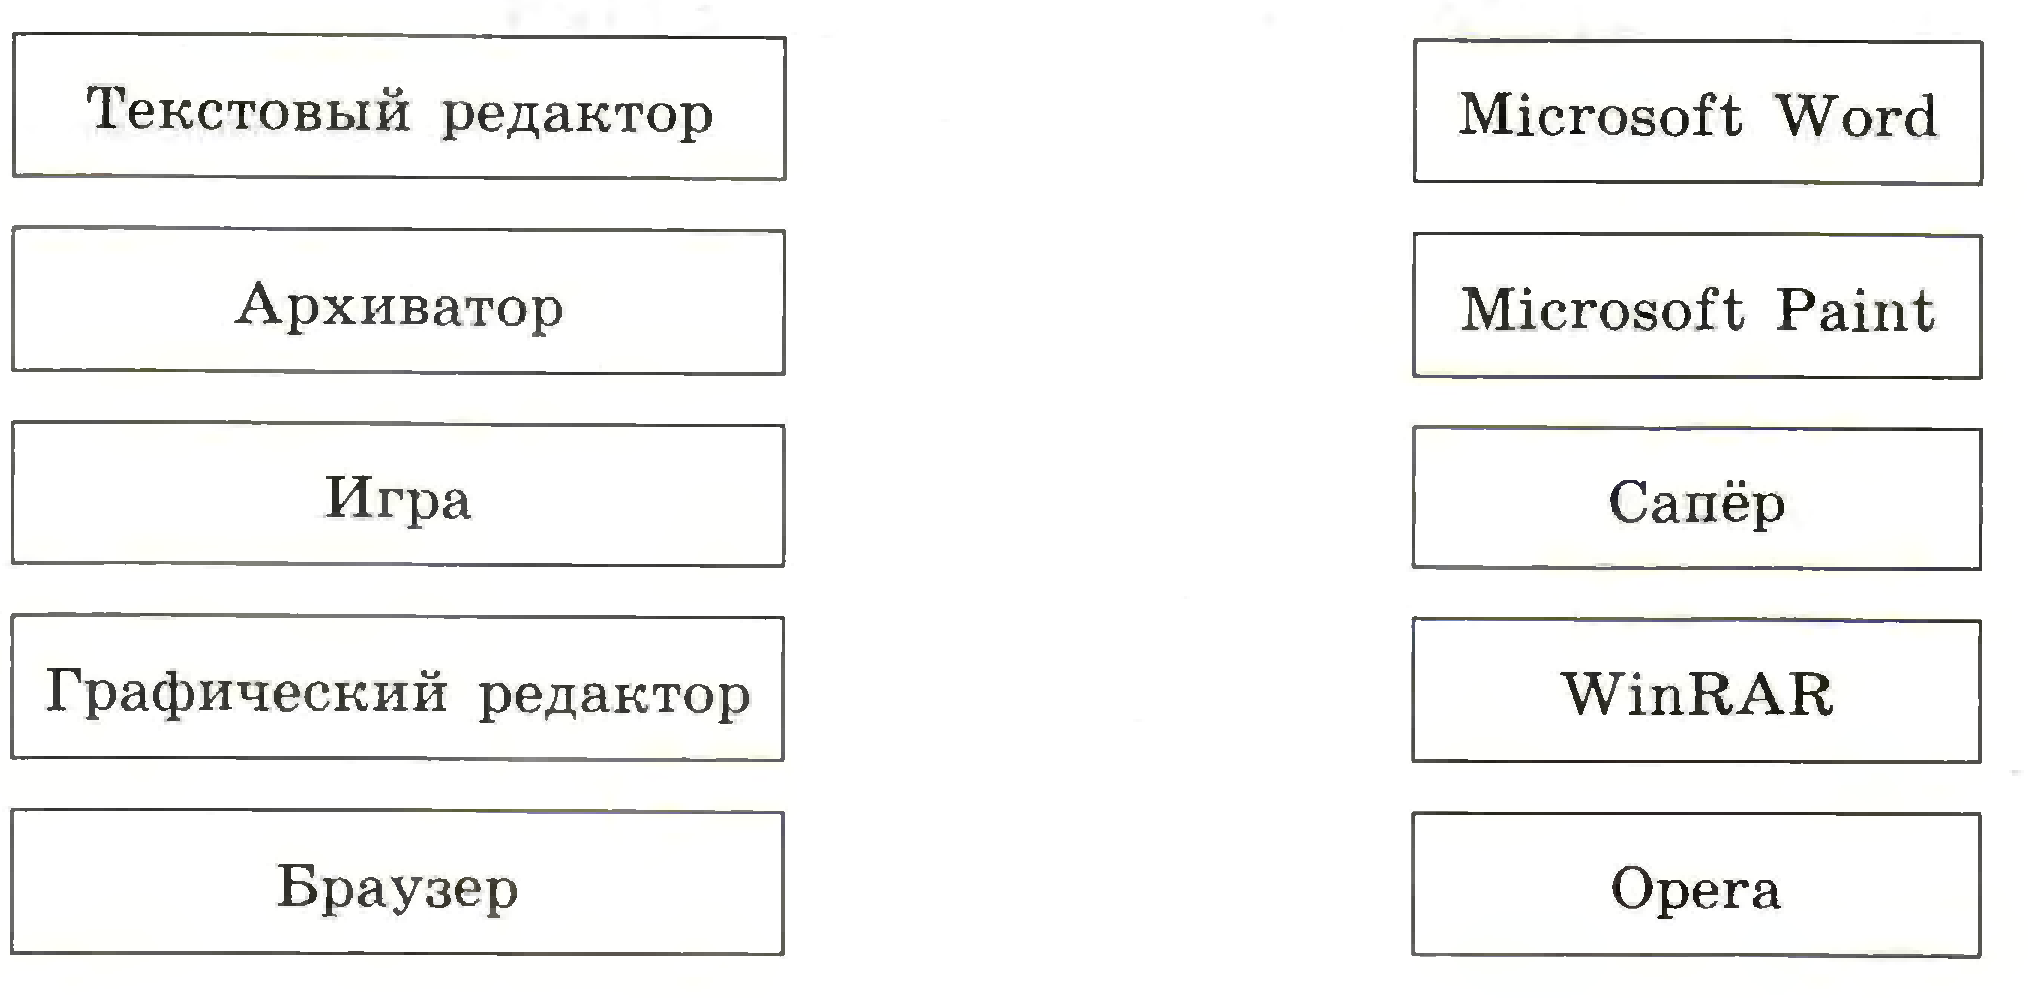 Текстовый редактор
Microsoft Word
Архиватор
Microsoft Paint
Игра
Сапёр
Графический редактор
WinRAR
Браузер
Opera